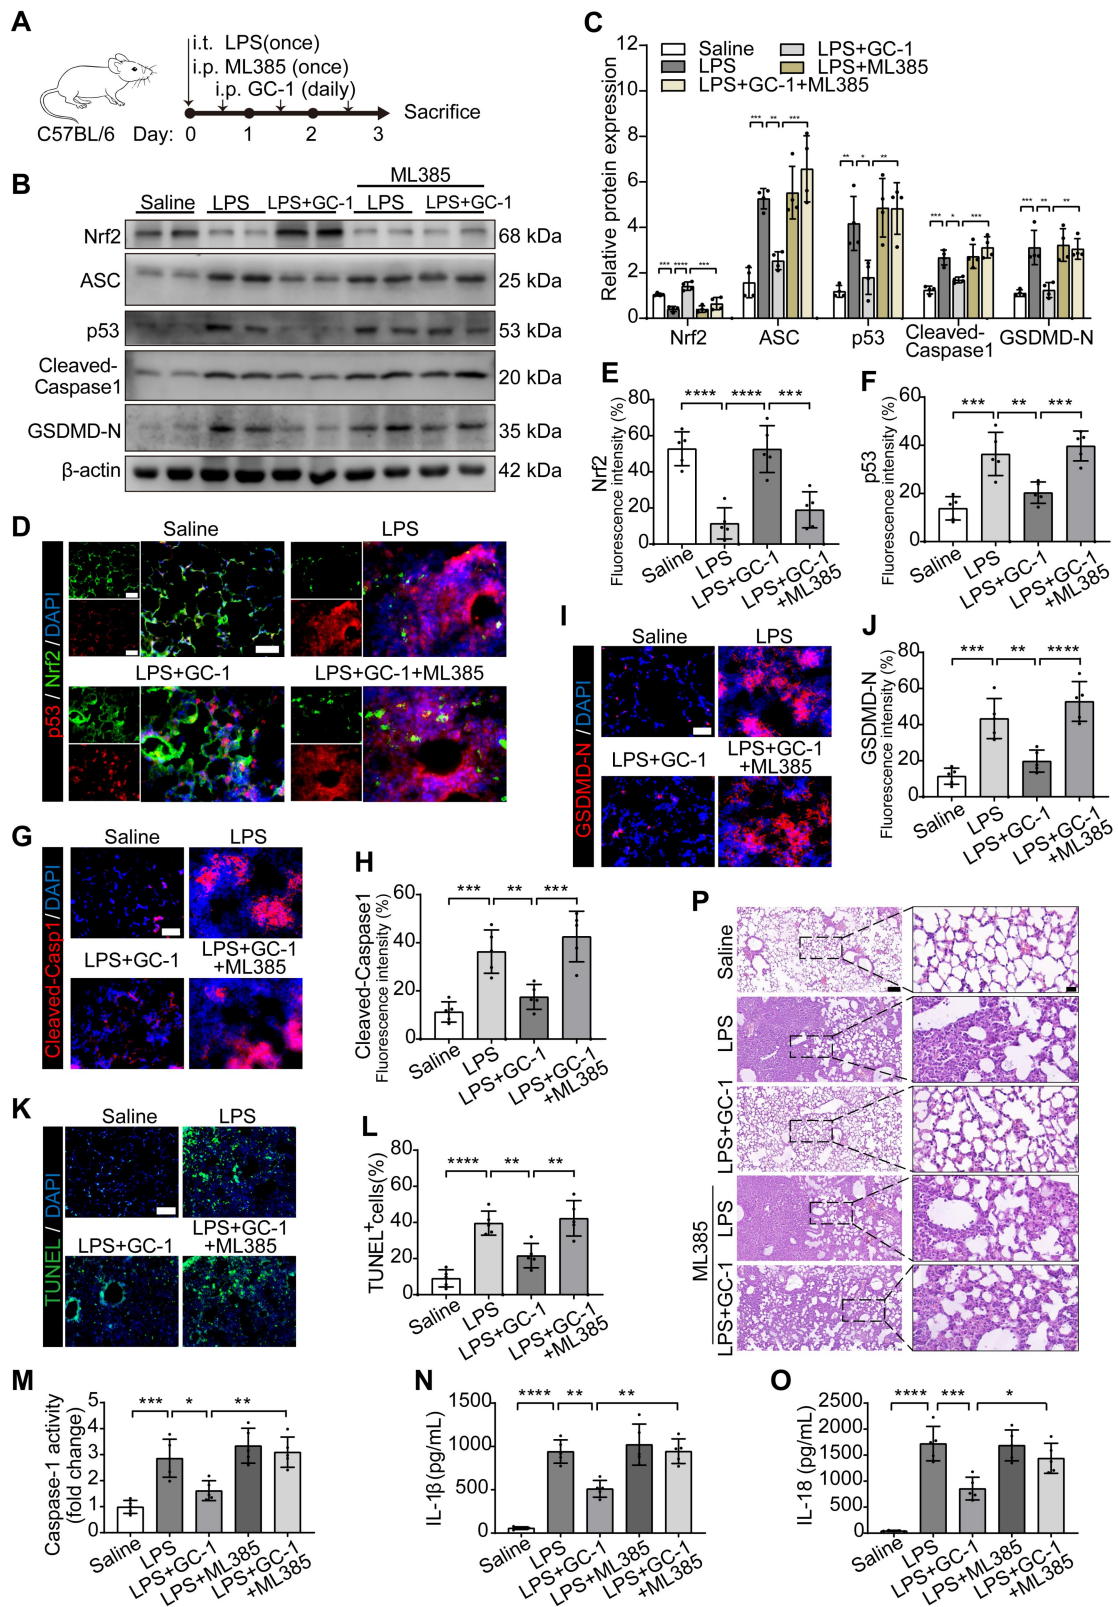 A
i.t. LPS(once)
i.p. ML385 (once)
i.p. GC-1 (daily)
C57BL/6 Day: 0 1 2 3
Sacrifice
B
ML385
Saline LPS LPS+GC-1 LPS LPS+GC-1
Nrf2 68 kDa
ASC 25 kDa
p53 53 kDa
Cleaved-
Caspase1 20 kDa
GSDMD-N 35 kDa
β-actin 42 kDa
C
Relative protein expression
12
10
8
6
4
2
0
Saline
LPS
LPS+GC-1
LPS+ML385
LPS+GC-1+ML385
*** **** ***
*** ** ***
** * **
*** * ***
*** ** **
Nrf2 ASC p53 Cleaved-
Caspase1 GSDMD-N
D
p53 / Nrf2 / DAPI
Saline LPS
LPS+GC-1 LPS+GC-1+ML385
E
Nrf2
Fluorescence intensity (%)
80
60
40
20
0
**** **** ***
Saline
LPS
LPS+GC-1
LPS+GC-1
+ML385
F
p53
Fluorescence intensity (%)
60
40
20
0
*** ** ***
Saline
LPS
LPS+GC-1
LPS+GC-1
+ML385
G
Cleaved-Casp1/DAPI
Saline LPS
LPS+GC-1 LPS+GC-1
+ML385
H
Cleaved-Caspase1
Fluorescence intensity (%)
60
40
20
0
*** ** ***
Saline
LPS
LPS+GC-1
LPS+GC-1
+ML385
I
GSDMD-N / DAPI
Saline LPS
LPS+GC-1 LPS+GC-1
+ML385
J
GSDMD-N
Fluorescence intensity (%)
80
60
40
20
0
*** ** ****
Saline
LPS
LPS+GC-1
LPS+GC-1
+ML385
K
TUNEL / DAPI
Saline LPS
LPS+GC-1 LPS+GC-1
+ML385
L
TUNEL+cells(%)
80
60
40
20
0
**** ** **
Saline
LPS
LPS+GC-1
LPS+GC-1
+ML385
P
Saline
LPS
LPS+GC-1
ML385
LPS
LPS+GC-1
M
Caspase-1 activity
(fold change)
5
4
3
2
1
0
*** * **
Saline
LPS
LPS+GC-1
LPS+ML385
LPS+GC-1
+ML385
N
IL-1β (pg/mL)
1500
1000
500
0
**** ** **
Saline
LPS
LPS+GC-1
LPS+ML385
LPS+GC-1
+ML385
O
IL-18 (pg/mL)
2500
2000
1500
1000
500
0
**** *** *
Saline
LPS
LPS+GC-1
LPS+ML385
LPS+GC-1
+ML385